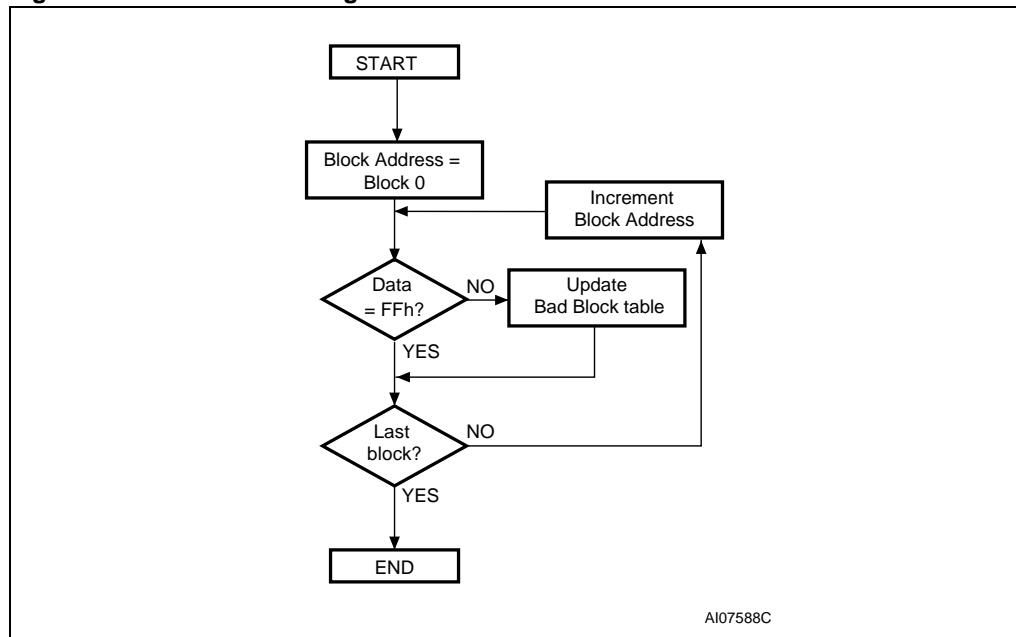 START
Block Address =
Block 0
Increment
Block Address
Data
= FFh?
NO
Update
Bad Block table
YES
Last
block?
NO
YES
END
AI07588C